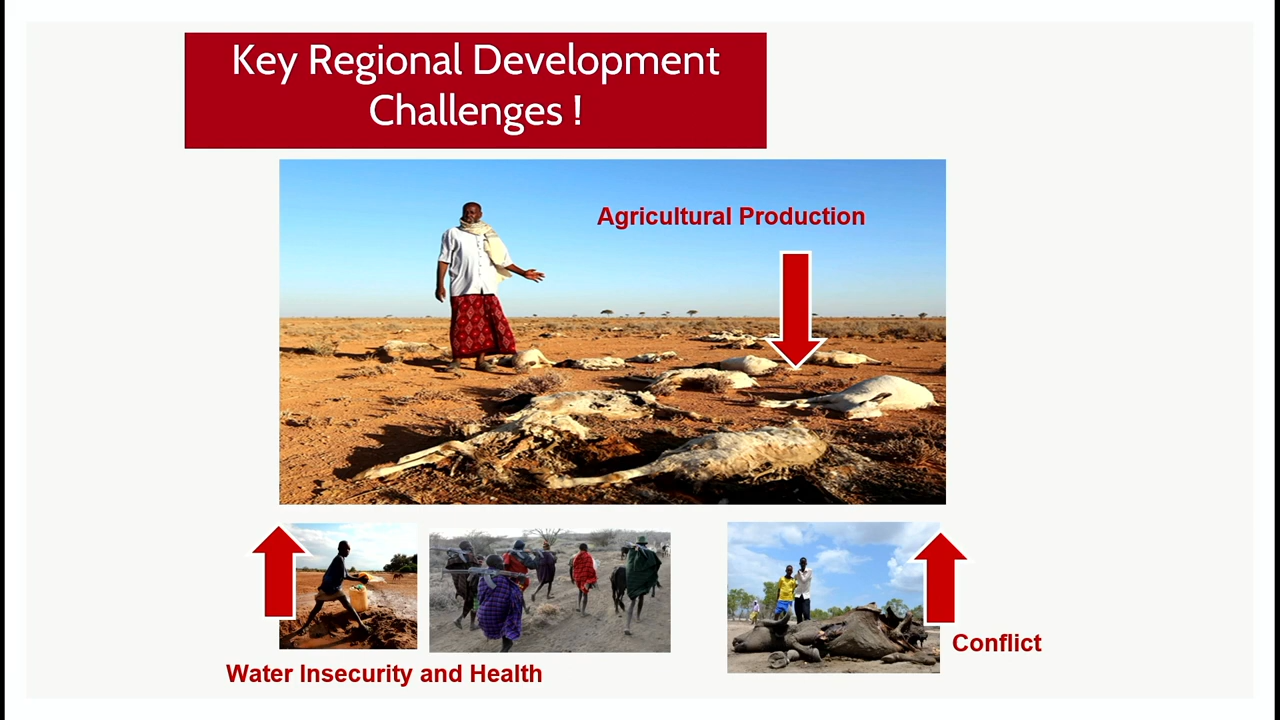 Key Regional Development
Challenges !
Agricultural Production
Water Insecurity and Health
Conflict